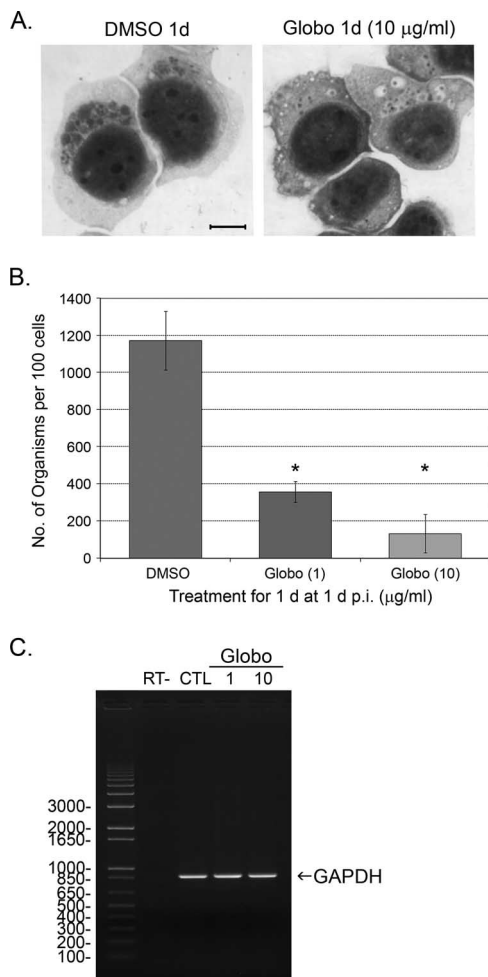 A.
DMSO 1d
Globo 1d (10 μg/ml)
B.
No. of Organisms per 100 cells
1400
1200
1000
800
600
400
200
0
*
*
DMSO
Globo (1)
Globo (10)
Treatment for 1 d at 1 d p.i. (μg/ml)
C.
Globo
RT- CTL 1 10
3000-
2000-
1650-
1000-
850-
650-
500-
400-
300-
200-
100-
←GAPDH